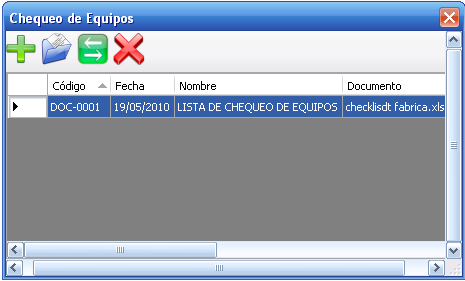 Chequeo de Equipos
Código Fecha Nombre Documento
DOC-0001 19/05/2010 LISTA DE CHEQUEO DE EQUIPOS checklisdt fabrica.xls